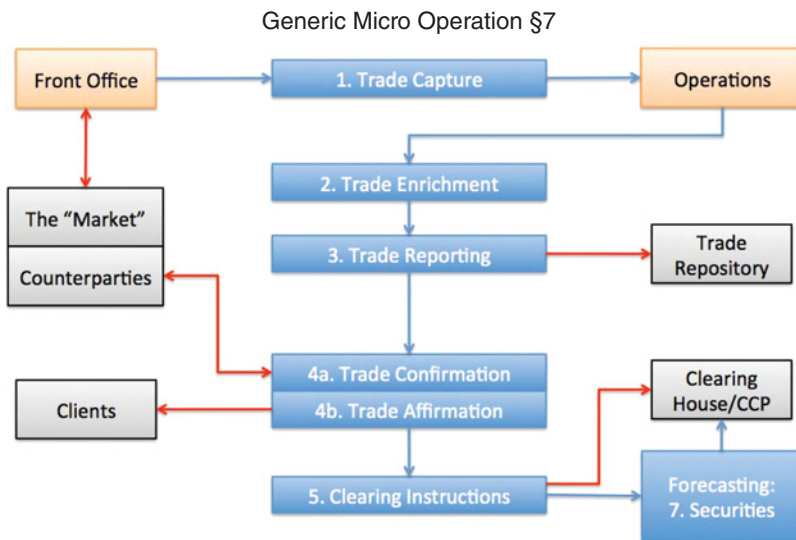 Generic Micro Operation §7
Front Office
1. Trade Capture
Operations
2. Trade Enrichment
The “Market”
3. Trade Reporting
Trade
Repository
Counterparties
4a. Trade Confirmation
Clearing
House/CCP
Clients
4b. Trade Affirmation
5. Clearing Instructions
Forecasting:
7. Securities